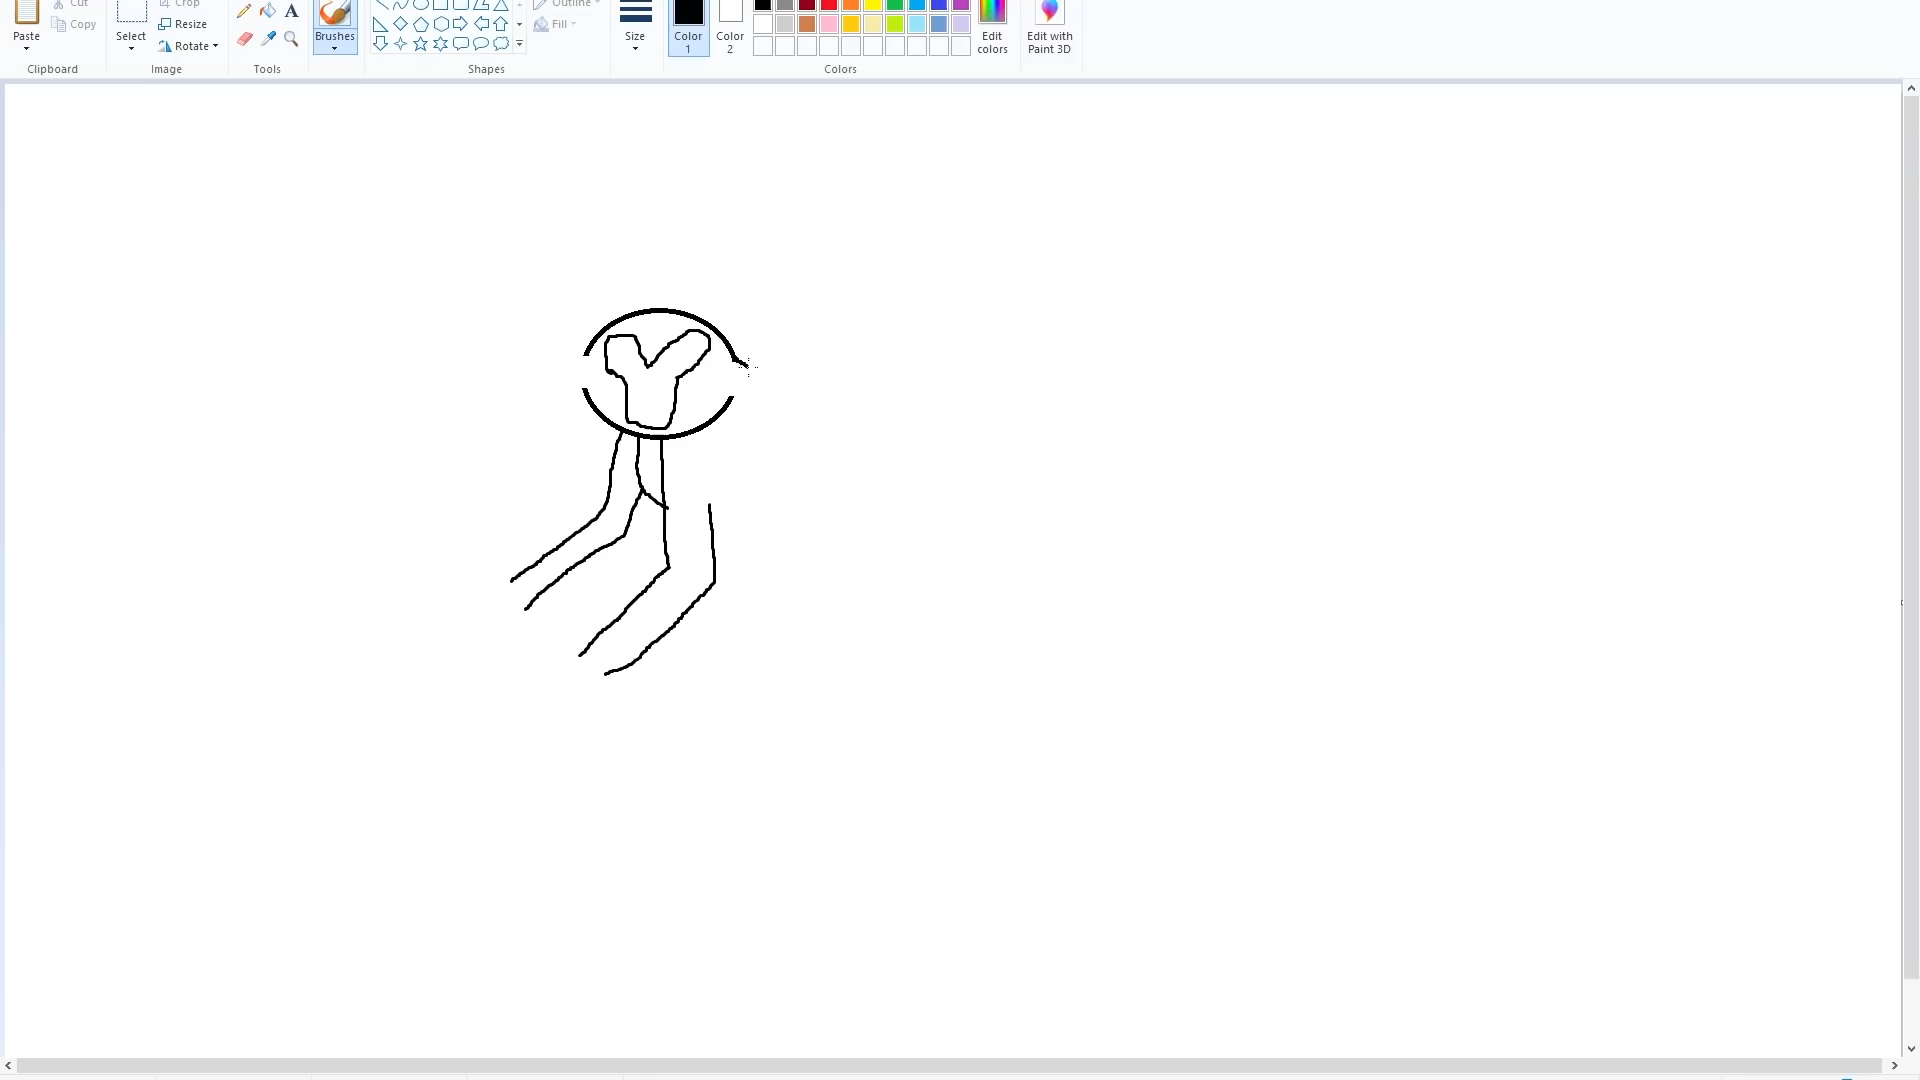 Cut Crop Outline
Paste Copy Select Resize Rotate A Brushes Fill Size Color 1 Color 2 Edit colors Edit with Paint 3D
Clipboard Image Tools Shapes Colors
Y